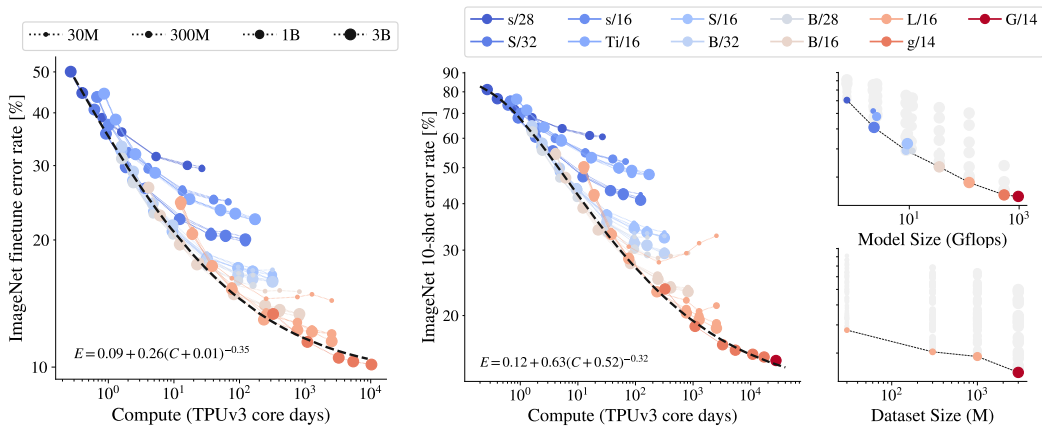 30M 300M 1B 3B
50
40
30
20
10
ImageNet finetune error rate [%]
E = 0.09 + 0.26(C + 0.01)^{-0.35}
10^0 10^1 10^2 10^3 10^4
Compute (TPUv3 core days)
s/28 s/16 S/16 B/28 L/16 G/14
S/32 Ti/16 B/32 B/16 g/14
90
80
70
60
50
40
30
20
ImageNet 10-shot error rate [%]
E = 0.12 + 0.63(C + 0.52)^{-0.32}
10^0 10^1 10^2 10^3 10^4
Compute (TPUv3 core days)
10^1 10^3
Model Size (Gflops)
10^2 10^3
Dataset Size (M)